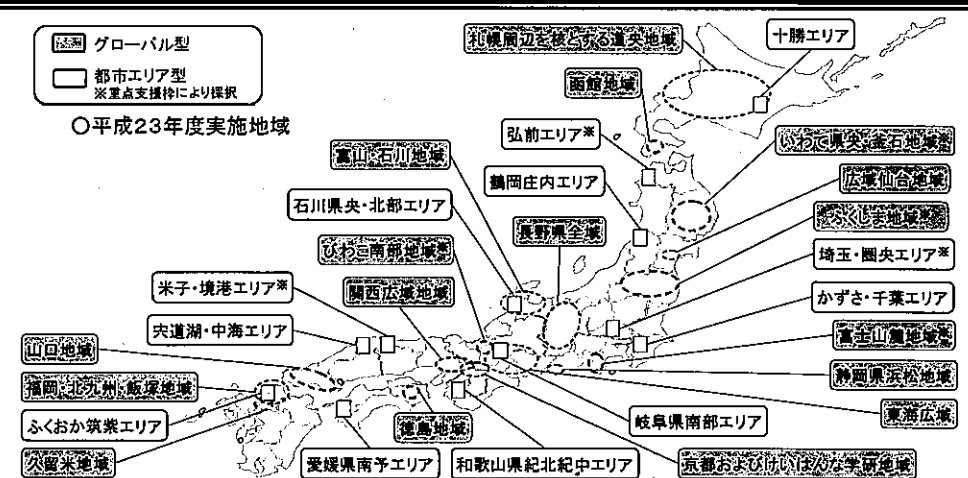 グローバル型
都市エリア型
※重点支援枠により採択
○平成23年度実施地域
札幌周辺を核とする道央地域
十勝エリア
函館地域
弘前エリア※
いわて県央・釜石地域※
富山・石川地域
鶴岡庄内エリア
広域仙台地域
石川県央・北部エリア
長野県全域
ふくしま地域※
びわこ南部地域※
埼玉・圏央エリア※
米子・境港エリア※
関西広域地域
かずさ・千葉エリア
宍道湖・中海エリア
富士山麓地域※
山口地域
静岡県浜松地域
福岡・北九州・飯塚地域
東海広域
ふくおか筑紫エリア
徳島地域
岐阜県南部エリア
久留米地域
愛媛県南予エリア
和歌山県紀北紀中エリア
京都およびけいはんな学研地域